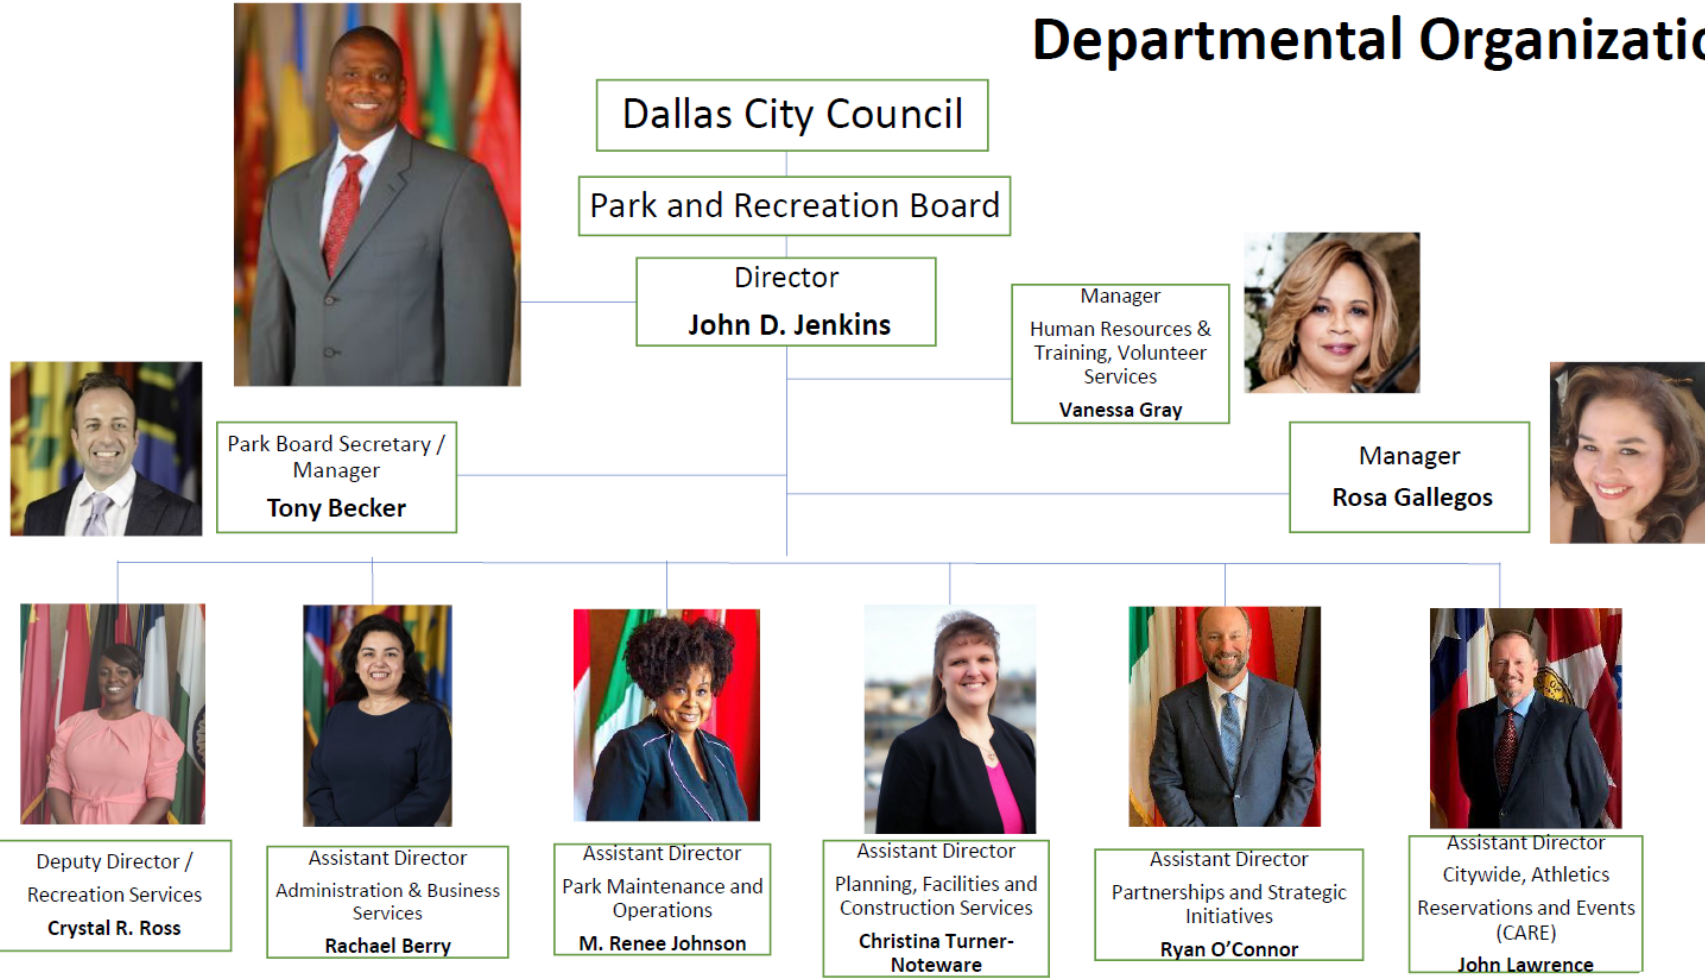 Departmental Organizatio
Dallas City Council
Park and Recreation Board
Director
John D. Jenkins
Manager
Human Resources &
Training, Volunteer
Services
Vanessa Gray
Park Board Secretary /
Manager
Tony Becker
Manager
Rosa Gallegos
Deputy Director /
Recreation Services
Crystal R. Ross
Assistant Director
Administration & Business
Services
Rachael Berry
Assistant Director
Park Maintenance and
Operations
M. Renee Johnson
Assistant Director
Planning, Facilities and
Construction Services
Christina Turner-
Noteware
Assistant Director
Partnerships and Strategic
Initiatives
Ryan O’Connor
Assistant Director
Citywide, Athletics
Reservations and Events
(CARE)
John Lawrence